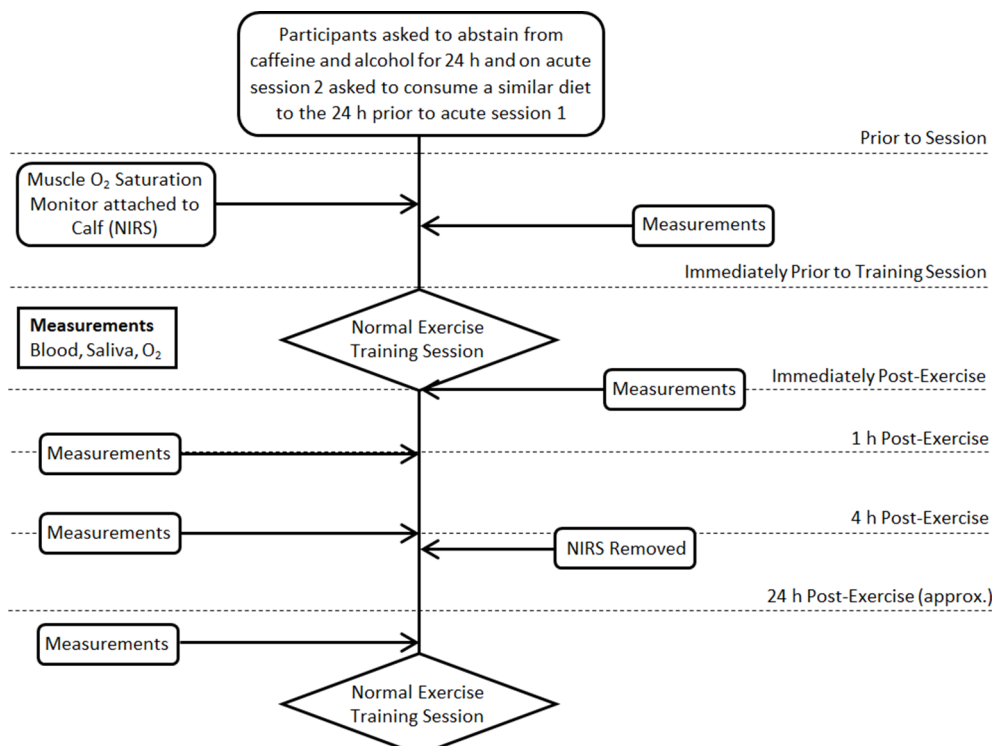 Participants asked to abstain from
caffeine and alcohol for 24 h and on acute
session 2 asked to consume a similar diet
to the 24 h prior to acute session 1
Prior to Session
Muscle O₂ Saturation
Monitor attached to
Calf (NIRS)
Measurements
Immediately Prior to Training Session
Measurements
Blood, Saliva, O₂
Normal Exercise
Training Session
Immediately Post-Exercise
Measurements
1 h Post-Exercise
Measurements
4 h Post-Exercise
Measurements
NIRS Removed
24 h Post-Exercise (approx.)
Measurements
Normal Exercise
Training Session